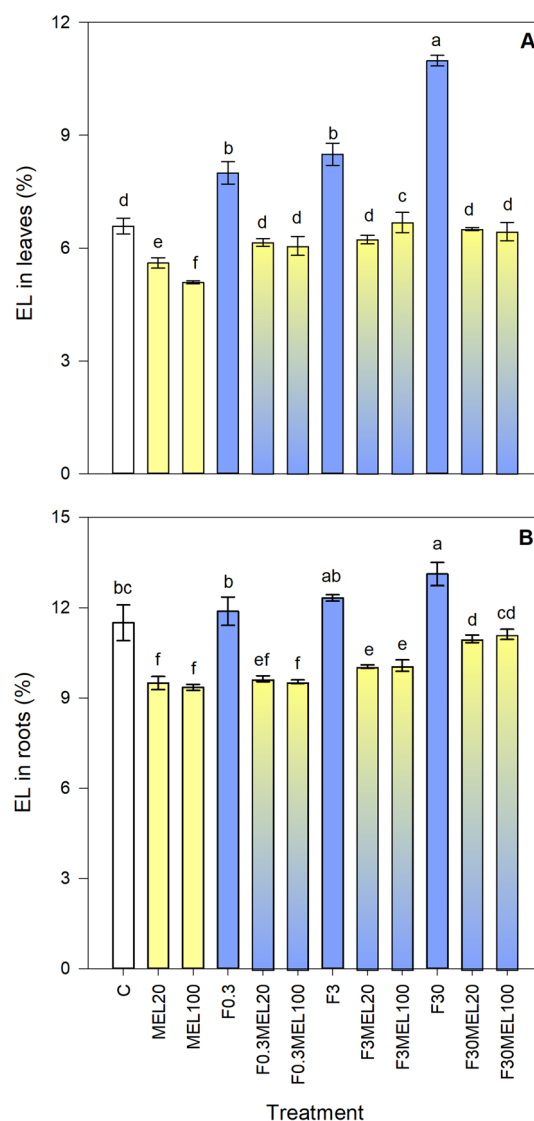 A
EL in leaves (%)
12
9
6
3
0
d
e
f
b
d
d
b
d
c
a
d
d
B
EL in roots (%)
15
12
9
6
3
0
bc
f
f
b
ef
f
ab
e
e
a
d
cd
C
MEL20
MEL100
F0.3
F0.3MEL20
F0.3MEL100
F3
F3MEL20
F3MEL100
F30
F30MEL20
F30MEL100
Treatment